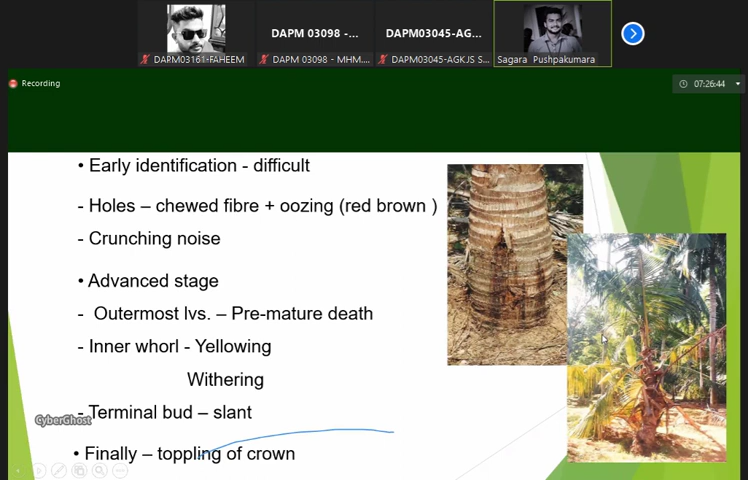 DAPM 03098 -...
DAPM03045-AG...
DAPM03161-FAHEEM
DAPM 03098 - MHM....
DAPM03045-AGKJS S...
Sagara Pushpakumara
Recording
07:26:44
• Early identification - difficult
- Holes – chewed fibre + oozing (red brown )
- Crunching noise
• Advanced stage
- Outermost lvs. – Pre-mature death
- Inner whorl - Yellowing
Withering
- Terminal bud – slant
CyberGhost
• Finally – toppling of crown